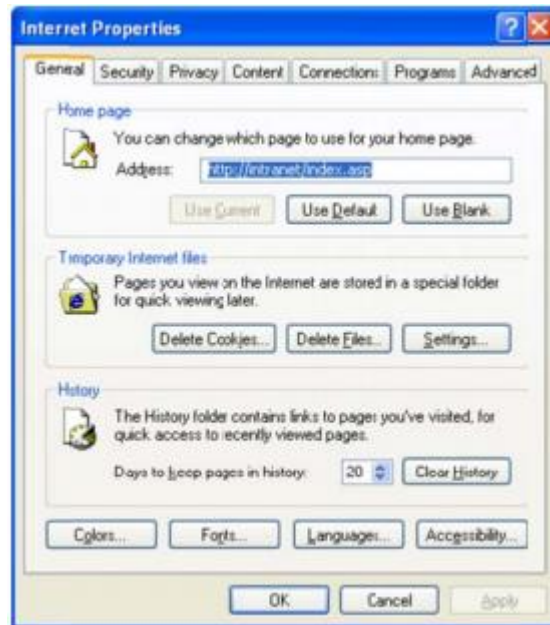 Internet Properties
General Security Privacy Content Connections Programs Advanced
Home page
You can change which page to use for your home page.
Address: http://intranet/index.asp
Use Current Use Default Use Blank
Temporary Internet files
Pages you view on the Internet are stored in a special folder
for quick viewing later.
Delete Cookies... Delete Files... Settings...
History
The History folder contains links to pages you've visited, for
quick access to recently viewed pages.
Days to keep pages in history: 20 Clear History
Colors... Fonts... Languages... Accessibility...
OK Cancel Apply